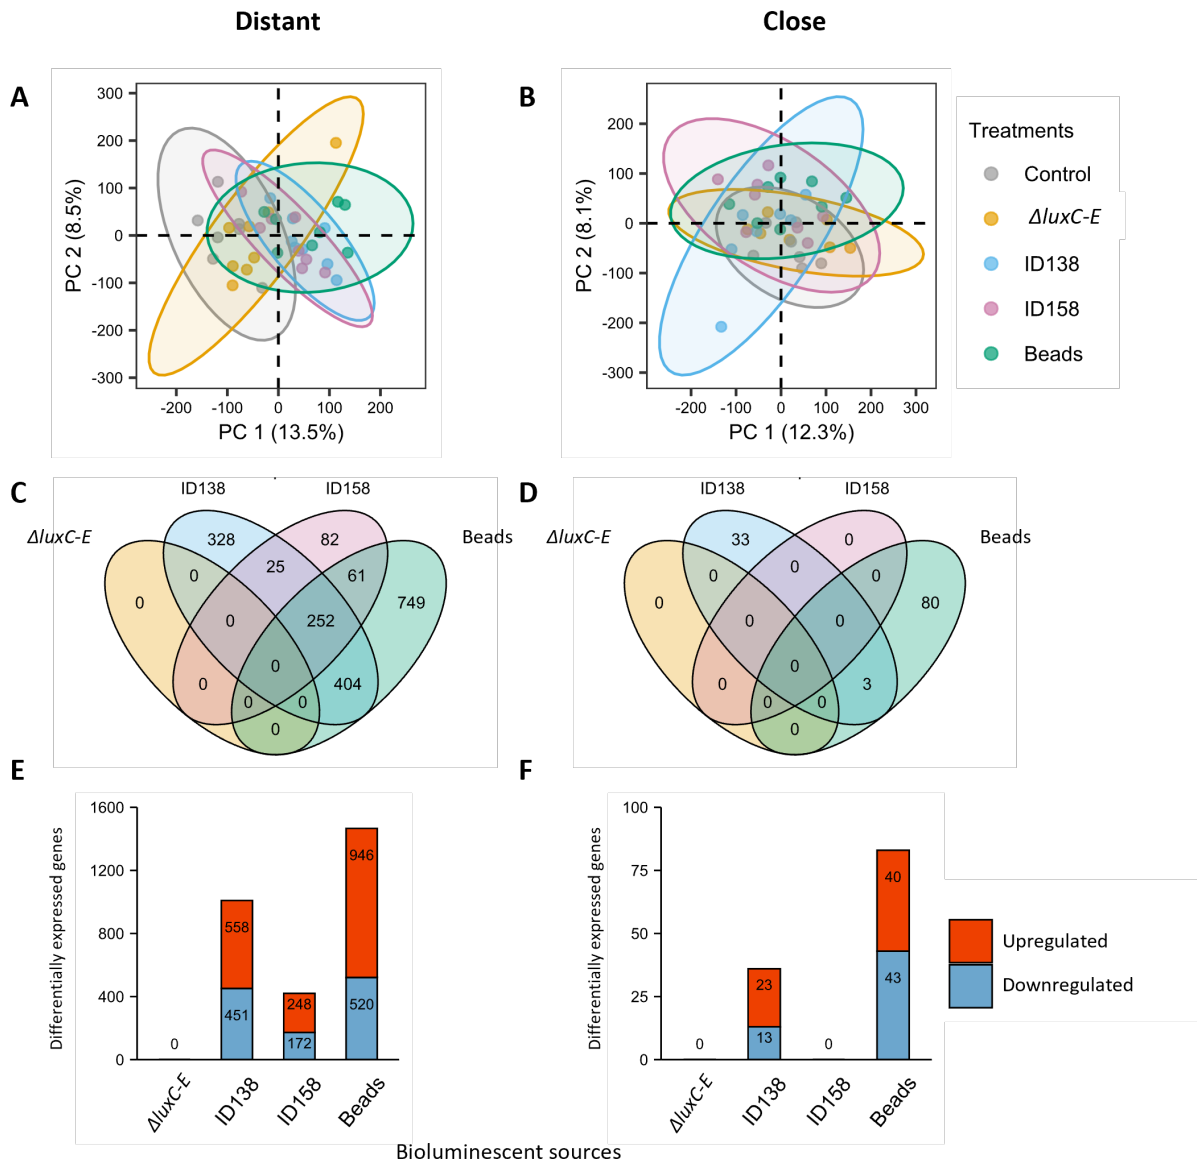 Distant
Close
A
300
200
100
0
-100
-200
-300
PC 2 (8.5%)
-200 -100 0 100 200
PC 1 (13.5%)
B
200
100
0
-100
-200
-300
PC 2 (8.1%)
-200 -100 0 100 200 300
PC 1 (12.3%)
Treatments
Control
ΔluxC-E
ID138
ID158
Beads
C
ID138 ID158
ΔluxC-E Beads
328 82
0 25 61
0 749
0 252
0
0 404
0 0
0
D
ID138 ID158
ΔluxC-E Beads
33 0
0 0 0
0 80
0 0
0
0 3
0 0
0
E
Differentially expressed genes
1600
1200
800
400
0
946
558
248
451
520
172
0
ΔluxC-E ID138 ID158 Beads
F
Differentially expressed genes
100
75
50
25
0
40
23
43
13
0
0
ΔluxC-E ID138 ID158 Beads
Upregulated
Downregulated
Bioluminescent sources